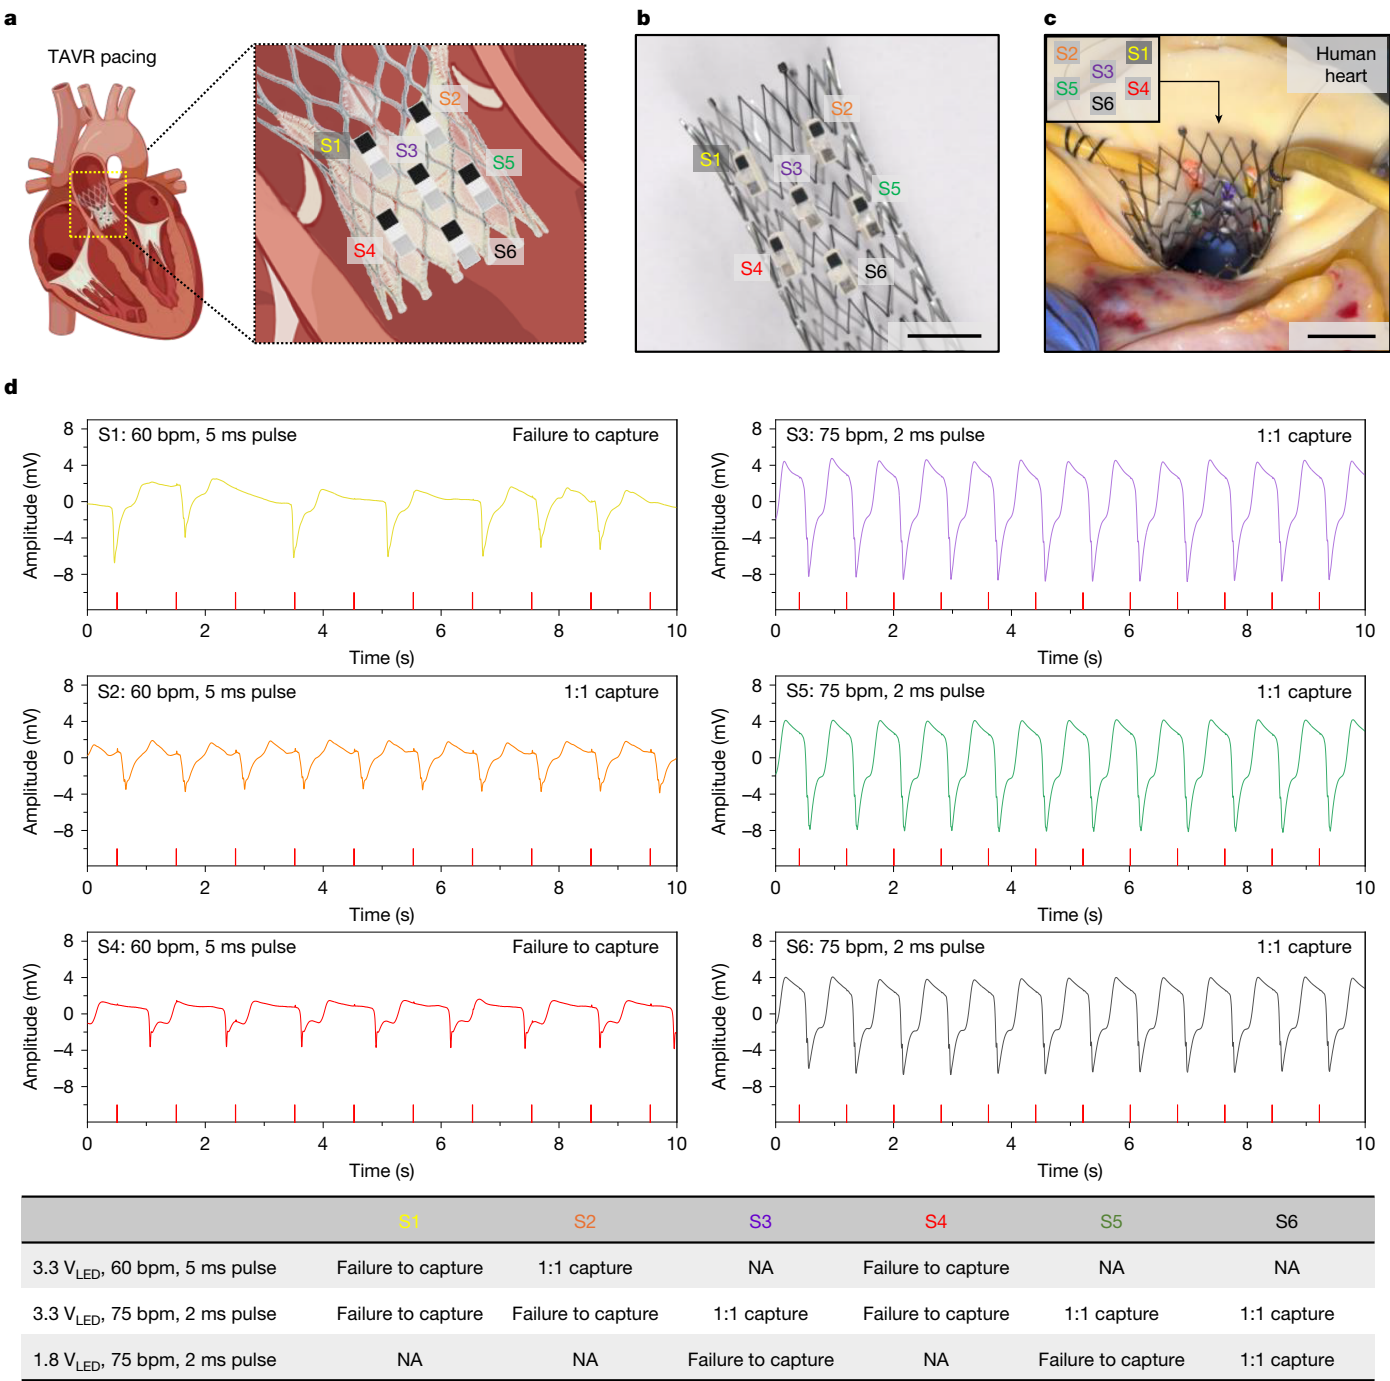 a
TAVR pacing
S2
S1
S3
S5
S4
S6
b
S2
S1
S3
S5
S4
S6
c
S2
S1
S3
S5
S4
S6
Human
heart
d
S1: 60 bpm, 5 ms pulse
Failure to capture
Amplitude (mV)
8
4
0
−4
−8
0 2 4 6 8 10
Time (s)
S3: 75 bpm, 2 ms pulse
1:1 capture
Amplitude (mV)
8
4
0
−4
−8
0 2 4 6 8 10
Time (s)
S2: 60 bpm, 5 ms pulse
1:1 capture
Amplitude (mV)
8
4
0
−4
−8
0 2 4 6 8 10
Time (s)
S5: 75 bpm, 2 ms pulse
1:1 capture
Amplitude (mV)
8
4
0
−4
−8
0 2 4 6 8 10
Time (s)
S4: 60 bpm, 5 ms pulse
Failure to capture
Amplitude (mV)
8
4
0
−4
−8
0 2 4 6 8 10
Time (s)
S6: 75 bpm, 2 ms pulse
1:1 capture
Amplitude (mV)
8
4
0
−4
−8
0 2 4 6 8 10
Time (s)
S1 S2 S3 S4 S5 S6
3.3 V_LED, 60 bpm, 5 ms pulse Failure to capture 1:1 capture NA Failure to capture NA NA
3.3 V_LED, 75 bpm, 2 ms pulse Failure to capture Failure to capture 1:1 capture Failure to capture 1:1 capture 1:1 capture
1.8 V_LED, 75 bpm, 2 ms pulse NA NA Failure to capture NA Failure to capture 1:1 capture